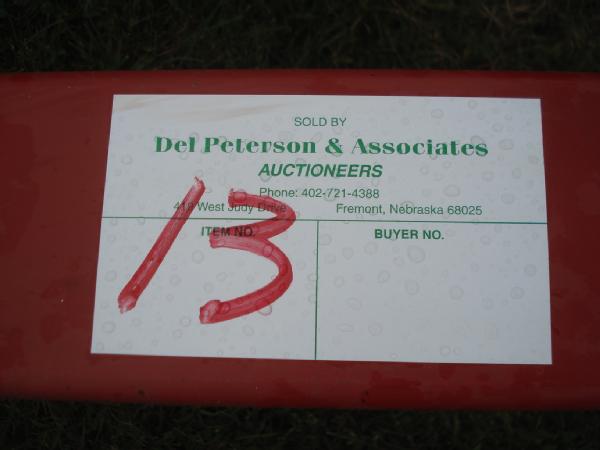 SOLD BY
Del Peterson & Associates
AUCTIONEERS
Phone: 402-721-4388
West Judy Drive Fremont, Nebraska 68025
ITEM NO. BUYER NO.
13